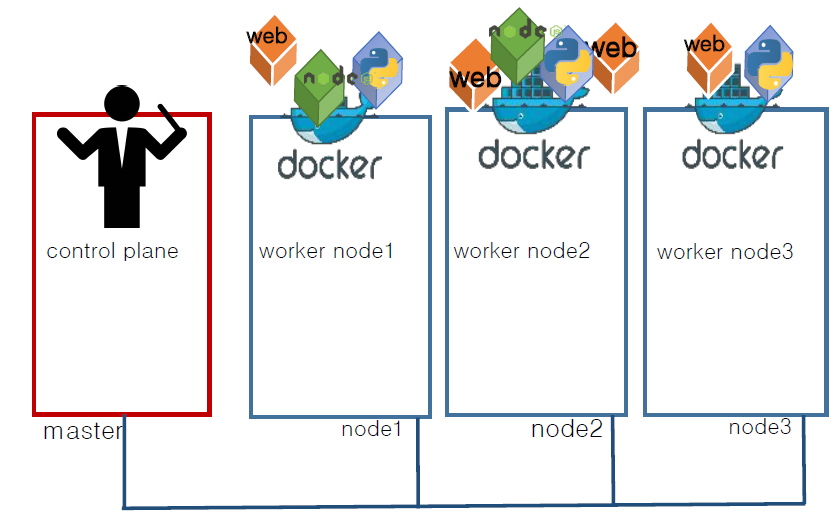 web
node
web
node
JS
web
web
docker
docker
docker
control plane
worker node1
worker node2
worker node3
master
node1
node2
node3